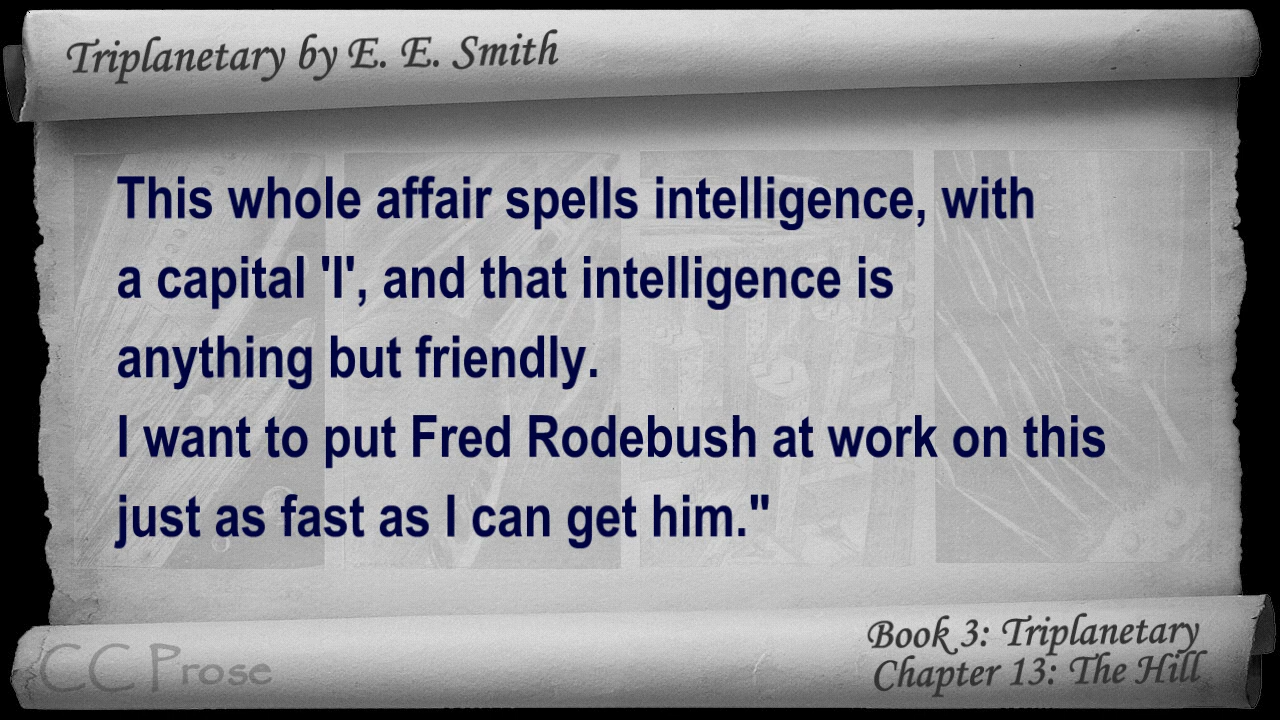 Triplanetary by E. E. Smith
This whole affair spells intelligence, with
a capital 'I', and that intelligence is
anything but friendly.
I want to put Fred Rodebush at work on this
just as fast as I can get him."
Book 3: Triplanetary
Chapter 13: The Hill
CC Prose